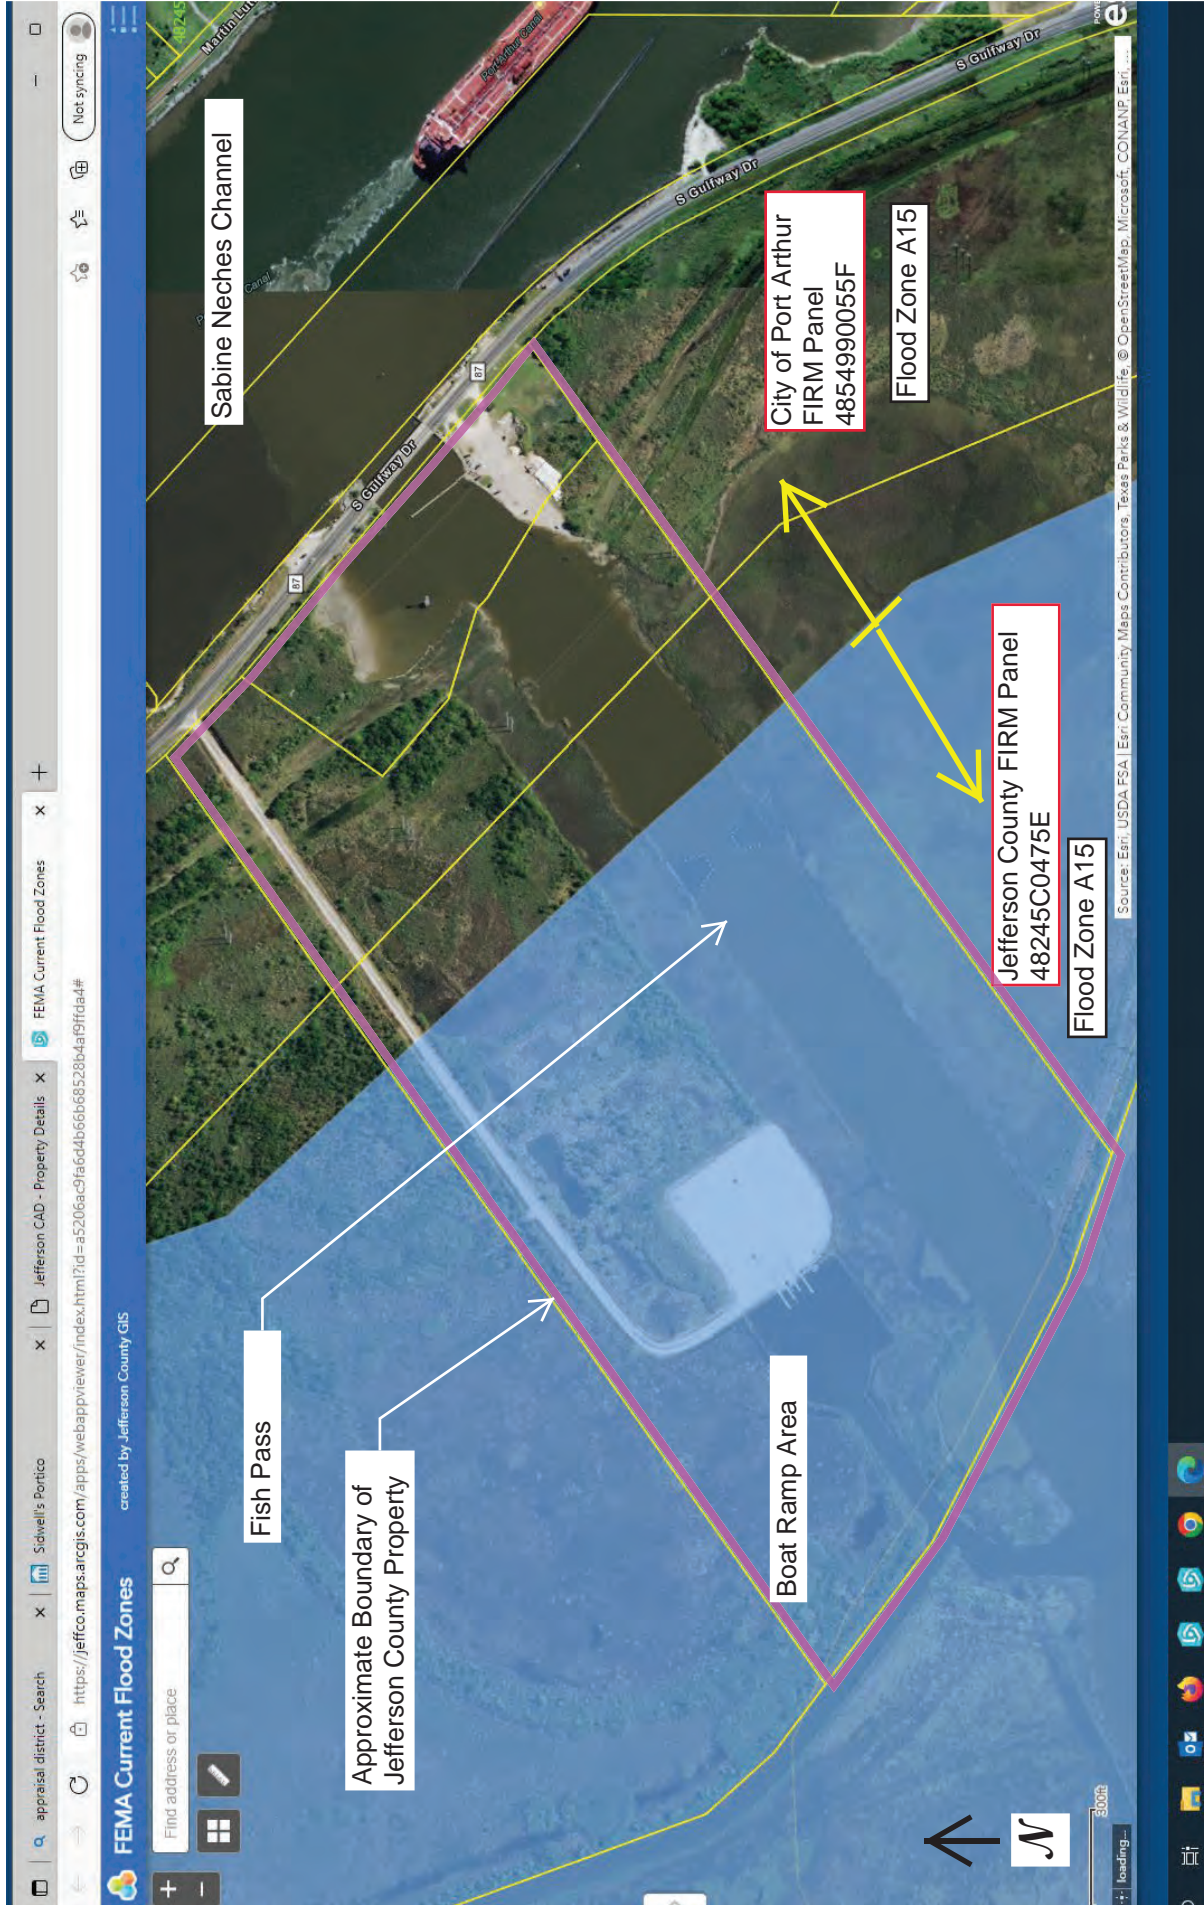 appraisal district - Search
Sidwell's Portico
Jefferson CAD - Property Details
FEMA Current Flood Zones
https://jeffco.maps.arcgis.com/apps/webappviewer/index.html?id=a5206ac9fa6d4b66b68528b4af9ffda4#
Not syncing
FEMA Current Flood Zones
created by Jefferson County GIS
Find address or place
+
−
Fish Pass
Approximate Boundary of
Jefferson County Property
Boat Ramp Area
Sabine Neches Channel
City of Port Arthur
FIRM Panel
4854990055F
Flood Zone A15
Jefferson County FIRM Panel
48245C0475E
Flood Zone A15
S Gulfway Dr
S Gulfway Dr
S Gulfway Dr
87
87
Port Arthur Canal
Canal
Martin Lut
48245
N
300ft
loading...
Source: Esri, USDA FSA | Esri Community Maps Contributors, Texas Parks & Wildlife, © OpenStreetMap, Microsoft, CONANP, Esri, ...
POWE
e